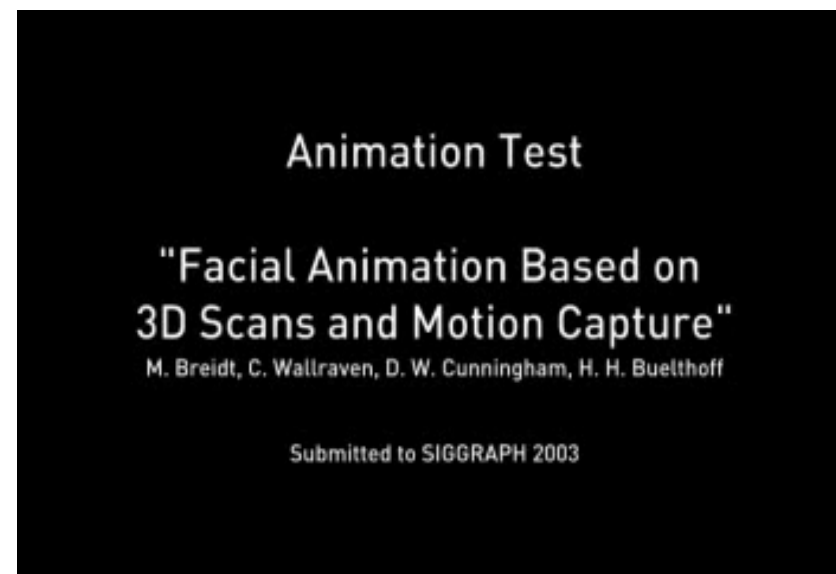 Animation Test
"Facial Animation Based on
3D Scans and Motion Capture"
M. Breidt, C. Wallraven, D. W. Cunningham, H. H. Buelthoff
Submitted to SIGGRAPH 2003